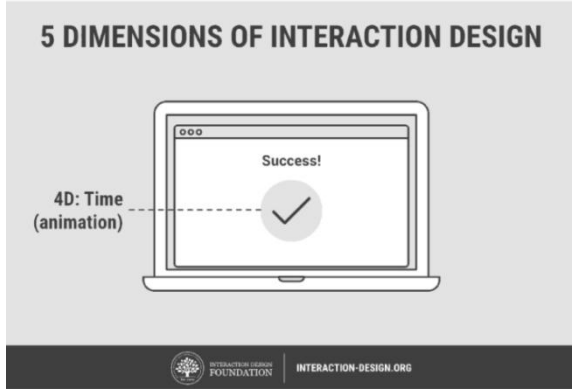 5 DIMENSIONS OF INTERACTION DESIGN
Success!
4D: Time
(animation)
INTERACTION DESIGN
FOUNDATION
INTERACTION-DESIGN.ORG